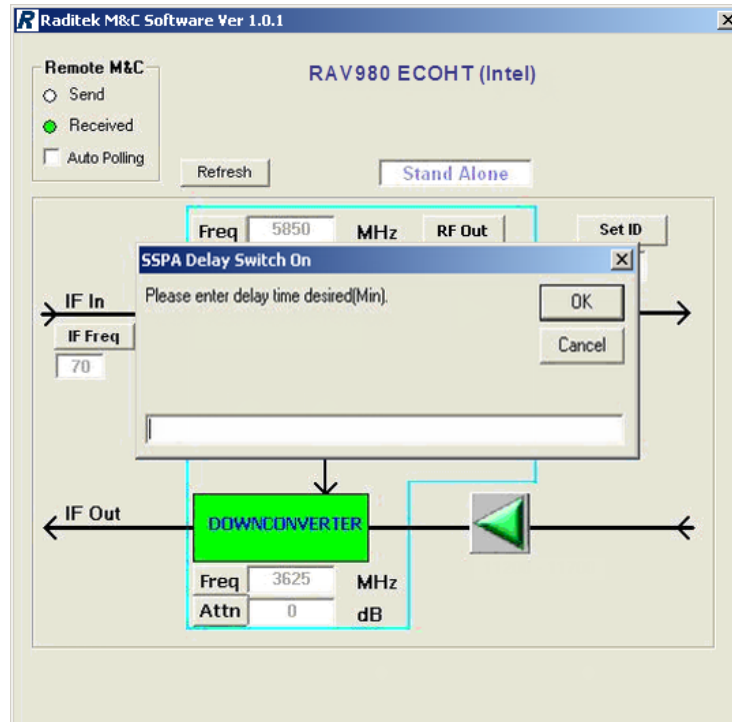 R Raditek M&C Software Ver 1.0.1
Remote M&C
RAV980 ECOHT (Intel)
Send
Received
Auto Polling
Refresh
Stand Alone
Freq 5850 MHz RF Out Set ID
SSPA Delay Switch On
Please enter delay time desired(Min).
OK
Cancel
IF In
IF Freq
70
IF Out
DOWNCONVERTER
Freq 3625 MHz
Attn 0 dB